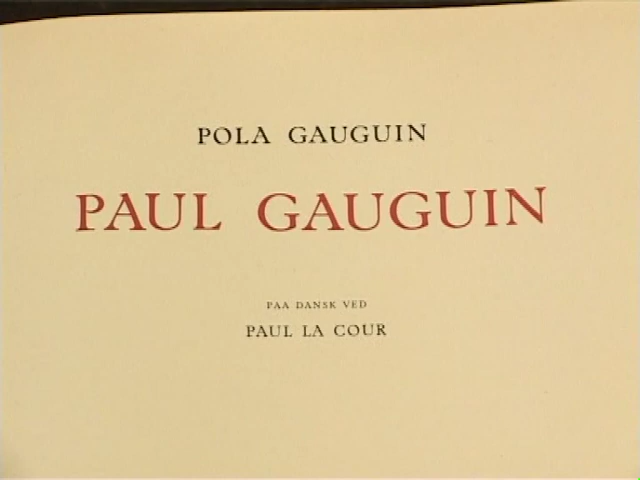 POLA GAUGUIN
PAUL GAUGUIN
PAA DANSK VED
PAUL LA COUR